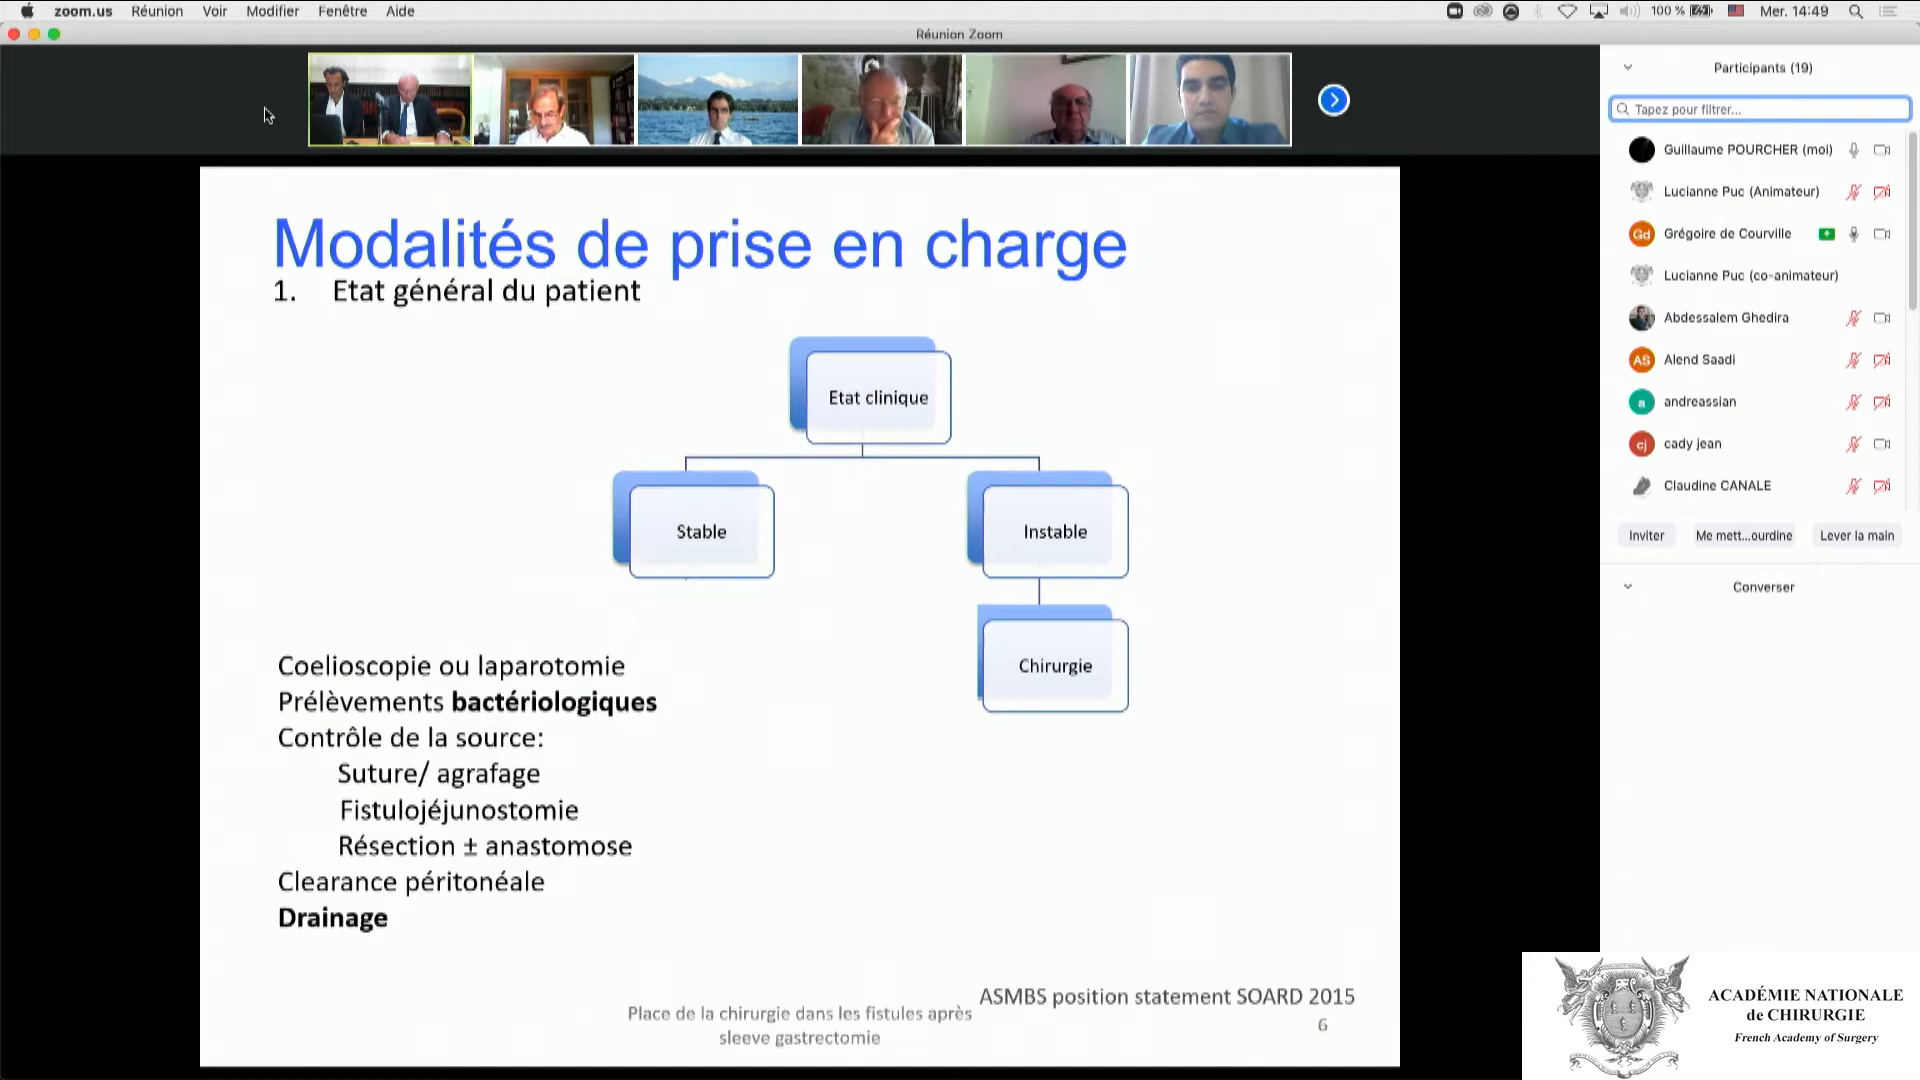 zoom.us Réunion Voir Modifier Fenêtre Aide
100 % Mer. 14:49
Réunion Zoom
Participants (19)
Tapez pour filtrer...
Guillaume POURCHER (moi)
Lucianne Puc (Animateur)
Gd Grégoire de Courville
Lucianne Puc (co-animateur)
Abdessalem Ghedira
AS Alend Saadi
a andreassian
cj cady jean
Claudine CANALE
Inviter Me mett...ourdine Lever la main
Converser
Modalités de prise en charge
1. Etat général du patient
Etat clinique
Stable Instable
Chirurgie
Coelioscopie ou laparotomie
Prélèvements bactériologiques
Contrôle de la source:
Suture/ agrafage
Fistulojéjunostomie
Résection ± anastomose
Clearance péritonéale
Drainage
ASMBS position statement SOARD 2015
Place de la chirurgie dans les fistules après
sleeve gastrectomie
6
ACADÉMIE NATIONALE
de CHIRURGIE
French Academy of Surgery